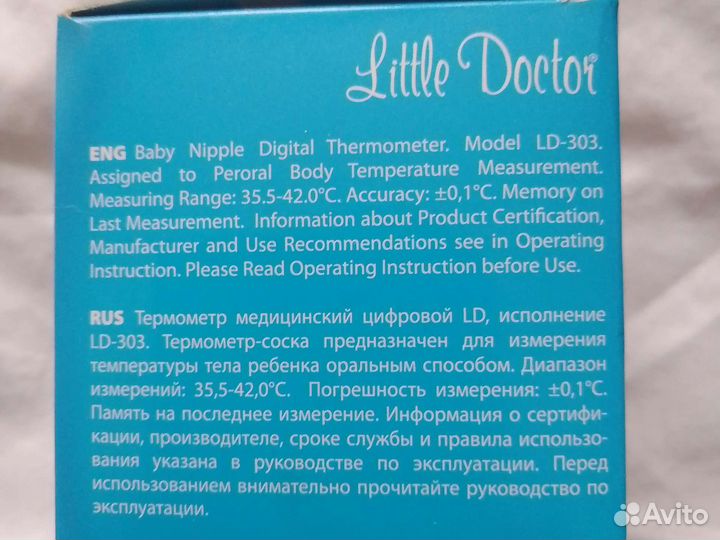 Little Doctor®
ENG Baby Nipple Digital Thermometer. Model LD-303.
Assigned to Peroral Body Temperature Measurement.
Measuring Range: 35.5-42.0°C. Accuracy: ±0,1°C. Memory on
Last Measurement. Information about Product Certification,
Manufacturer and Use Recommendations see in Operating
Instruction. Please Read Operating Instruction before Use.
RUS Термометр медицинский цифровой LD, исполнение
LD-303. Термометр-соска предназначен для измерения
температуры тела ребенка оральным способом. Диапазон
измерений: 35,5-42,0°C. Погрешность измерения: ±0,1°C.
Память на последнее измерение. Информация о сертифи-
кации, производителе, сроке службы и правила использо-
вания указана в руководстве по эксплуатации. Перед
использованием внимательно прочитайте руководство по
эксплуатации.
Avito